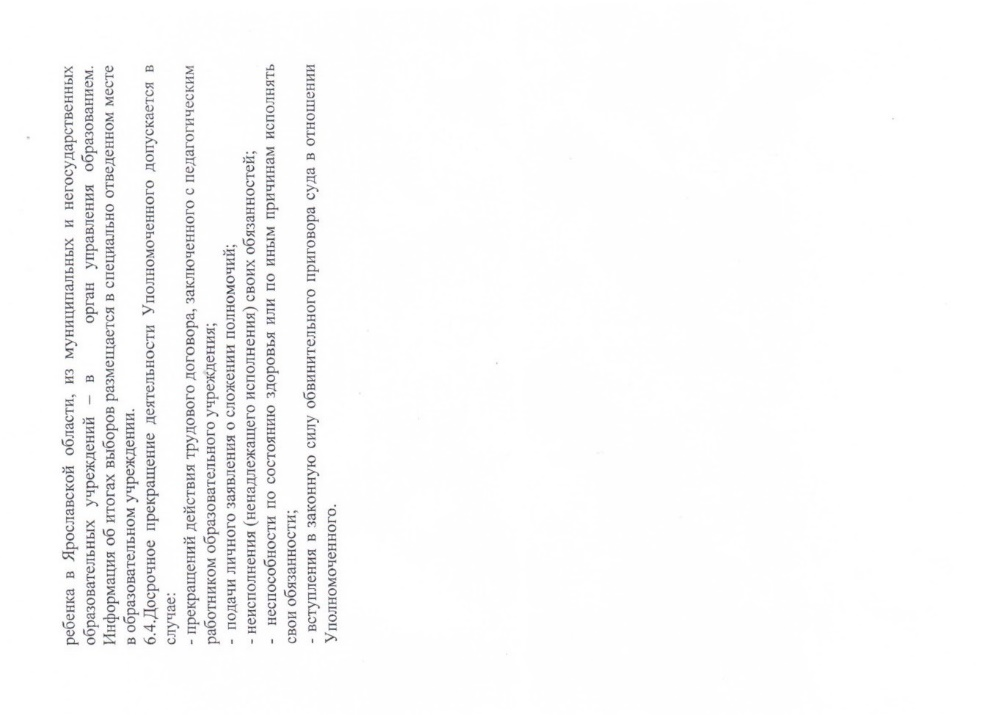 ребенка в Ярославской области, из муниципальных и негосударственных
образовательных учреждений – в орган управления образованием.
Информация об итогах выборов размещается в специально отведенном месте
в образовательном учреждении.
6.4.Досрочное прекращение деятельности Уполномоченного допускается в
случае:
- прекращений действия трудового договора, заключенного с педагогическим
работником образовательного учреждения;
- подачи личного заявления о сложении полномочий;
- неисполнения (ненадлежащего исполнения) своих обязанностей;
- неспособности по состоянию здоровья или по иным причинам исполнять
свои обязанности;
- вступления в законную силу обвинительного приговора суда в отношении
Уполномоченного.